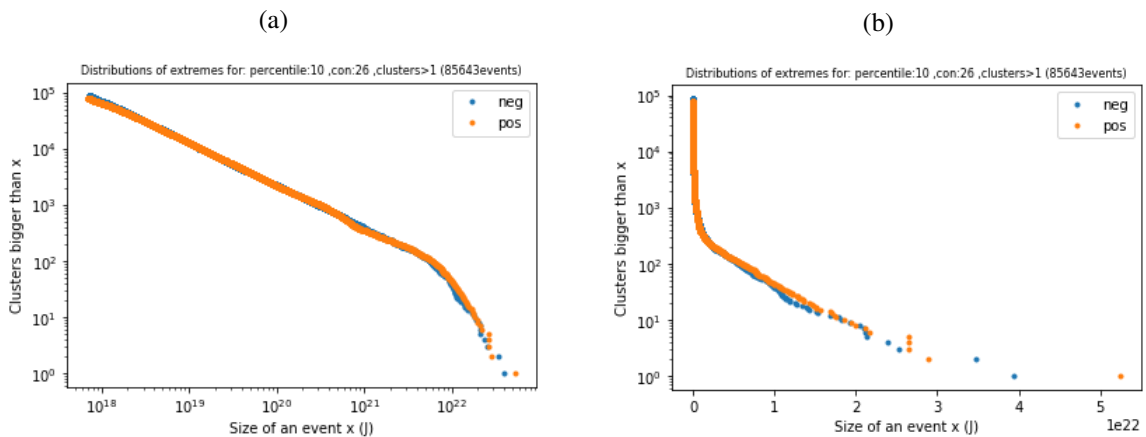 (a)
Distributions of extremes for: percentile:10 ,con:26 ,clusters>1 (85643events)
neg
pos
10^5
10^4
10^3
10^2
10^1
10^0
Clusters bigger than x
10^18 10^19 10^20 10^21 10^22
Size of an event x (J)
(b)
Distributions of extremes for: percentile:10 ,con:26 ,clusters>1 (85643events)
neg
pos
10^5
10^4
10^3
10^2
10^1
10^0
Clusters bigger than x
0 1 2 3 4 5
1e22
Size of an event x (J)